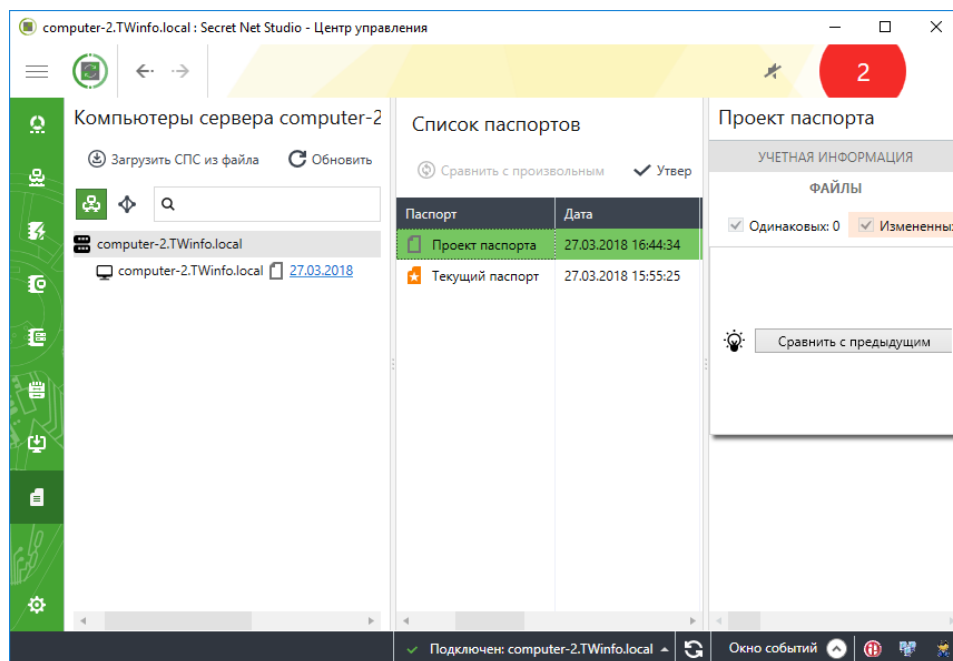 computer-2.TWinfo.local : Secret Net Studio - Центр управления
2
Компьютеры сервера computer-2
Загрузить СПС из файла
Обновить
computer-2.TWinfo.local
computer-2.TWinfo.local 27.03.2018
Список паспортов
Сравнить с произвольным
Утвер
Паспорт Дата
Проект паспорта 27.03.2018 16:44:34
Текущий паспорт 27.03.2018 15:55:25
Проект паспорта
УЧЕТНАЯ ИНФОРМАЦИЯ
ФАЙЛЫ
Одинаковых: 0 Измененны
Сравнить с предыдущим
Подключен: computer-2.TWinfo.local
Окно событий